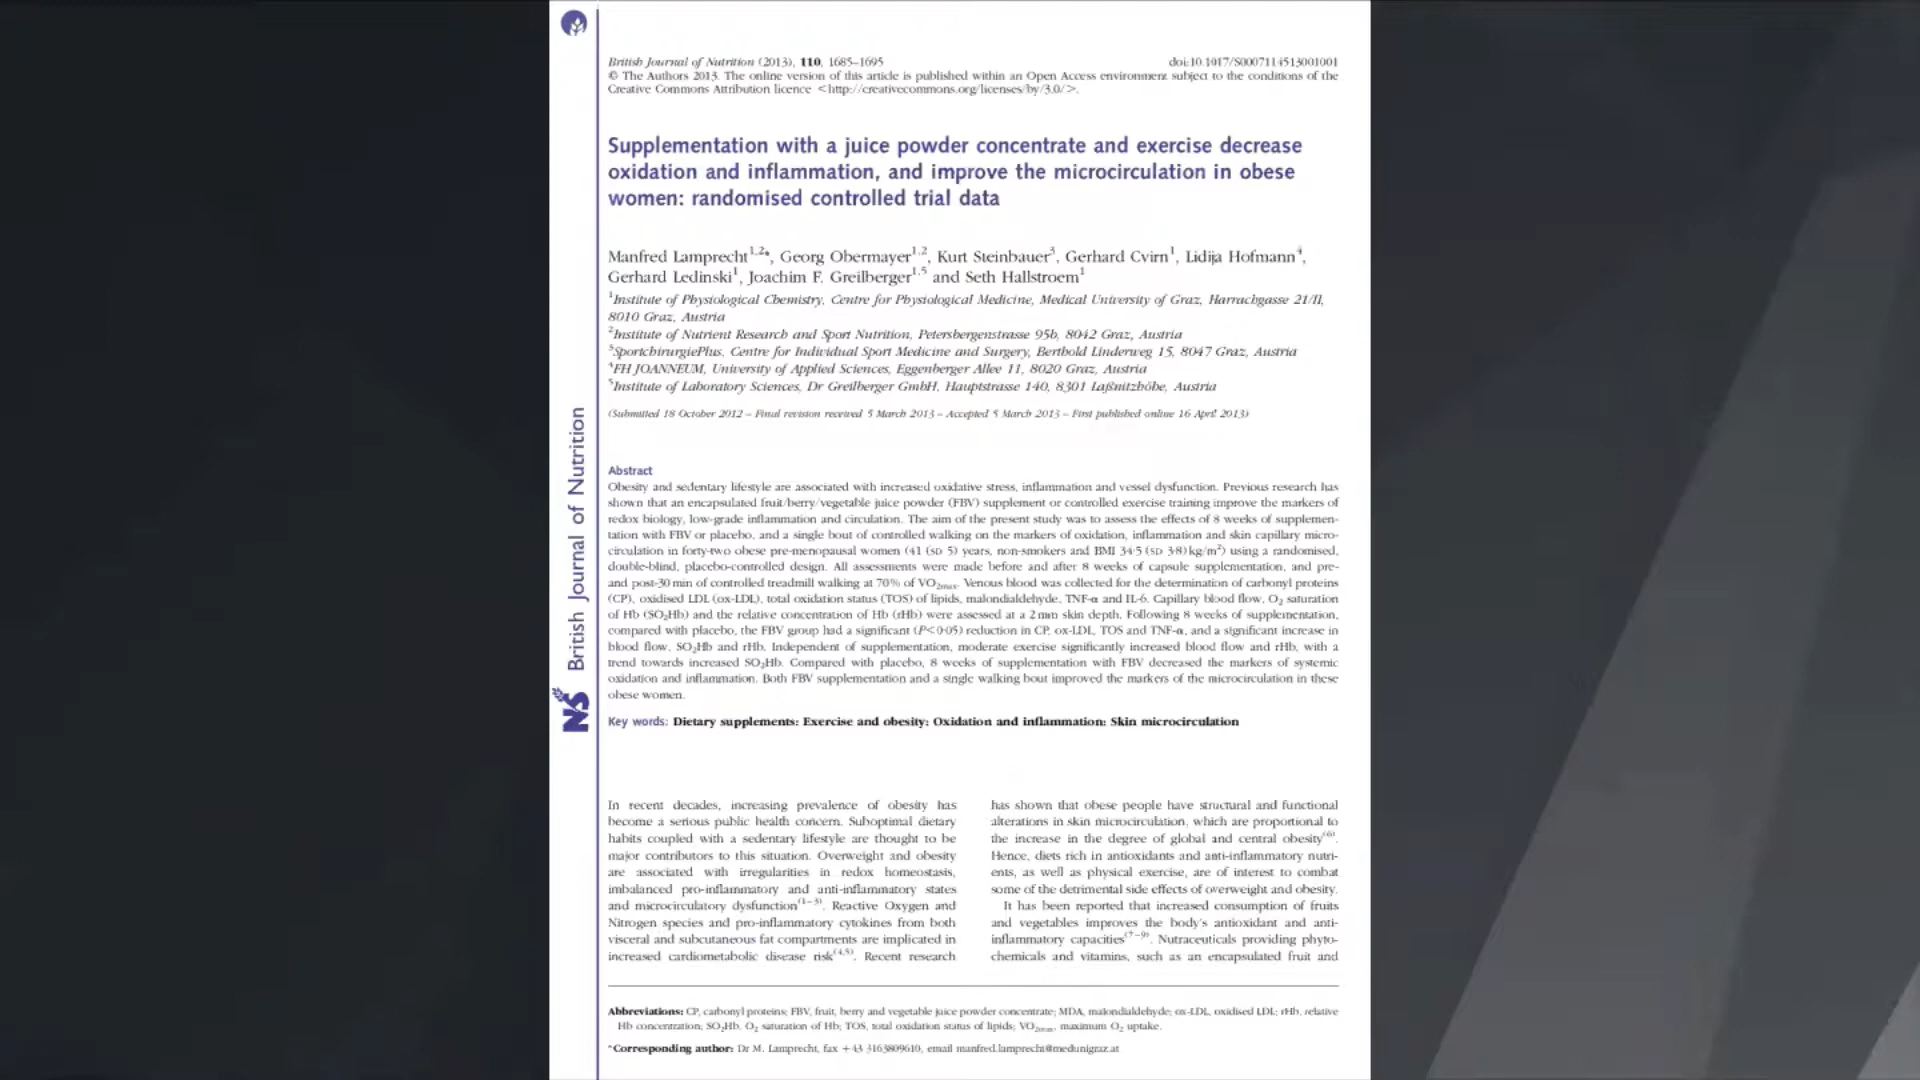 British Journal of Nutrition (2013), 110, 1685–1695
doi:10.1017/S0007114513001001
© The Authors 2013. The online version of this article is published within an Open Access environment subject to the conditions of the
Creative Commons Attribution licence <http://creativecommons.org/licenses/by/3.0/>.
Supplementation with a juice powder concentrate and exercise decrease
oxidation and inflammation, and improve the microcirculation in obese
women: randomised controlled trial data
Manfred Lamprecht1,2*, Georg Obermayer1,2, Kurt Steinbauer3, Gerhard Cvirn1, Lidija Hofmann4,
Gerhard Ledinski1, Joachim F. Greilberger1,5 and Seth Hallstroem1
1Institute of Physiological Chemistry, Centre for Physiological Medicine, Medical University of Graz, Harrachgasse 21/II,
8010 Graz, Austria
2Institute of Nutrient Research and Sport Nutrition, Petersbergenstrasse 95b, 8042 Graz, Austria
3SportchirurgiePlus, Centre for Individual Sport Medicine and Surgery, Berthold Linderweg 15, 8047 Graz, Austria
4FH JOANNEUM, University of Applied Sciences, Eggenberger Allee 11, 8020 Graz, Austria
5Institute of Laboratory Sciences, Dr Greilberger GmbH, Hauptstrasse 140, 8301 Laßnitzhöhe, Austria
(Submitted 18 October 2012 – Final revision received 5 March 2013 – Accepted 5 March 2013 – First published online 16 April 2013)
British Journal of Nutrition
NS
Abstract
Obesity and sedentary lifestyle are associated with increased oxidative stress, inflammation and vessel dysfunction. Previous research has
shown that an encapsulated fruit/berry/vegetable juice powder (FBV) supplement or controlled exercise training improve the markers of
redox biology, low-grade inflammation and circulation. The aim of the present study was to assess the effects of 8 weeks of supplemen-
tation with FBV or placebo, and a single bout of controlled walking on the markers of oxidation, inflammation and skin capillary micro-
circulation in forty-two obese pre-menopausal women (41 (SD 5) years, non-smokers and BMI 34·5 (SD 3·8) kg/m2) using a randomised,
double-blind, placebo-controlled design. All assessments were made before and after 8 weeks of capsule supplementation, and pre-
and post-30 min of controlled treadmill walking at 70% of VO2max. Venous blood was collected for the determination of carbonyl proteins
(CP), oxidised LDL (ox-LDL), total oxidation status (TOS) of lipids, malondialdehyde, TNF-α and IL-6. Capillary blood flow, O2 saturation
of Hb (SO2Hb) and the relative concentration of Hb (rHb) were assessed at a 2 mm skin depth. Following 8 weeks of supplementation,
compared with placebo, the FBV group had a significant (P<0·05) reduction in CP, ox-LDL, TOS and TNF-α, and a significant increase in
blood flow, SO2Hb and rHb. Independent of supplementation, moderate exercise significantly increased blood flow and rHb, with a
trend towards increased SO2Hb. Compared with placebo, 8 weeks of supplementation with FBV decreased the markers of systemic
oxidation and inflammation. Both FBV supplementation and a single walking bout improved the markers of the microcirculation in these
obese women.
Key words: Dietary supplements: Exercise and obesity: Oxidation and inflammation: Skin microcirculation
In recent decades, increasing prevalence of obesity has
become a serious public health concern. Suboptimal dietary
habits coupled with a sedentary lifestyle are thought to be
major contributors to this situation. Overweight and obesity
are associated with irregularities in redox homeostasis,
imbalanced pro-inflammatory and anti-inflammatory states
and microcirculatory dysfunction(1–3). Reactive Oxygen and
Nitrogen species and pro-inflammatory cytokines from both
visceral and subcutaneous fat compartments are implicated in
increased cardiometabolic disease risk(4,5). Recent research
has shown that obese people have structural and functional
alterations in skin microcirculation, which are proportional to
the increase in the degree of global and central obesity(6).
Hence, diets rich in antioxidants and anti-inflammatory nutri-
ents, as well as physical exercise, are of interest to combat
some of the detrimental side effects of overweight and obesity.
It has been reported that increased consumption of fruits
and vegetables improves the body's antioxidant and anti-
inflammatory capacities(7–9). Nutraceuticals providing phyto-
chemicals and vitamins, such as an encapsulated fruit and
Abbreviations: CP, carbonyl proteins; FBV, fruit, berry and vegetable juice powder concentrate; MDA, malondialdehyde; ox-LDL, oxidised LDL; rHb, relative
Hb concentration; SO2Hb, O2 saturation of Hb; TOS, total oxidation status of lipids; VO2max, maximum O2 uptake.
*Corresponding author: Dr M. Lamprecht, fax +43 3163809610, email manfred.lamprecht@medunigraz.at